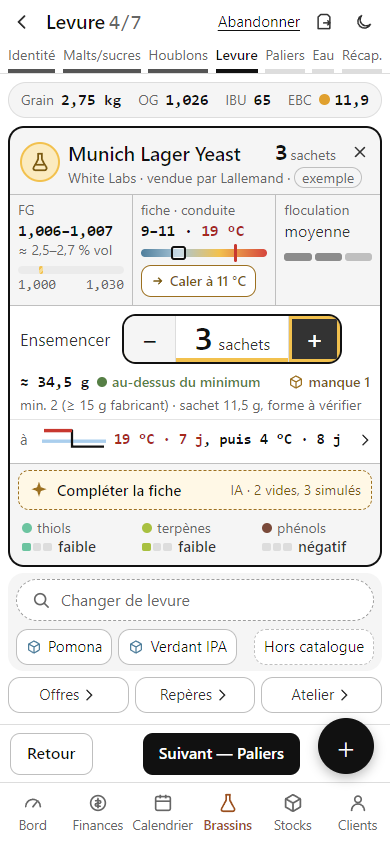 Levure 4/7
Abandonner
Identité Malts/sucres Houblons Levure Paliers Eau Récap.
Grain 2,75 kg OG 1,026 IBU 65 EBC 11,9
Munich Lager Yeast
3 sachets
White Labs · vendue par Lallemand · exemple
FG
1,006–1,007
≈ 2,5–2,7 % vol
1,000 1,030
fiche · conduite
9–11 · 19 °C
→ Caler à 11 °C
floculation
moyenne
Ensemencer
− 3 sachets +
≈ 34,5 g au-dessus du minimum
manque 1
min. 2 (≥ 15 g fabricant) · sachet 11,5 g, forme à vérifier
à 19 °C · 7 j, puis 4 °C · 8 j
Compléter la fiche
IA · 2 vides, 3 simulés
thiols terpènes phénols
faible faible négatif
Changer de levure
Pomona Verdant IPA Hors catalogue
Offres Repères Atelier
Retour Suivant — Paliers +
Bord Finances Calendrier Brassins Stocks Clients